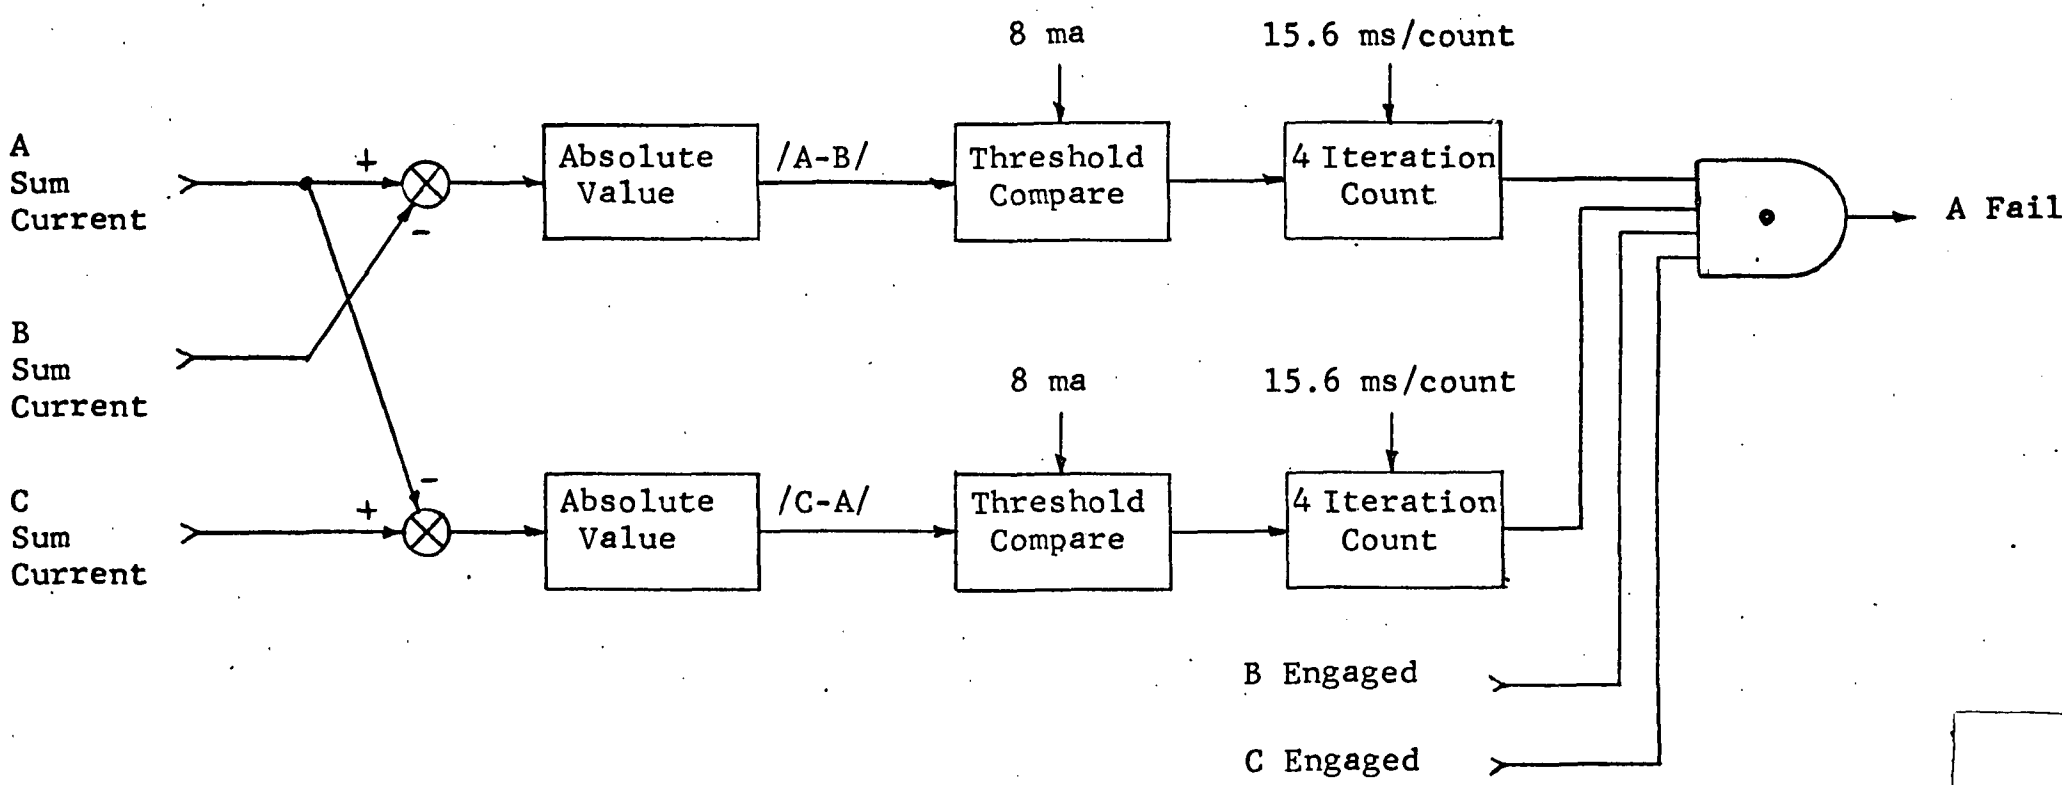 8 ma
15.6 ms/count
A
Sum
Current
+
-
Absolute
Value
/A-B/
Threshold
Compare
4 Iteration
Count
A Fail
B
Sum
Current
8 ma
15.6 ms/count
C
Sum
Current
+
-
Absolute
Value
/C-A/
Threshold
Compare
4 Iteration
Count
B Engaged
C Engaged